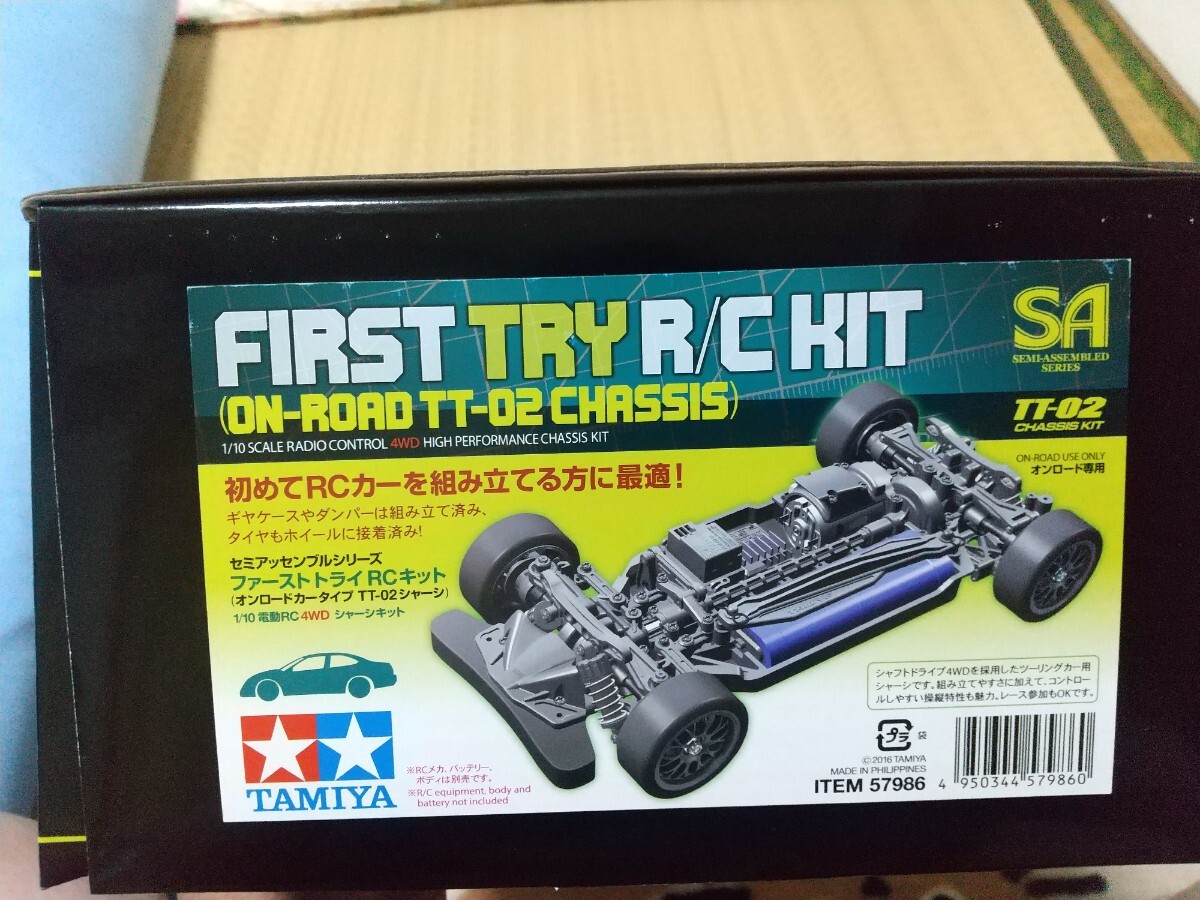 FIRST TRY R/C KIT
(ON-ROAD TT-02 CHASSIS)
1/10 SCALE RADIO CONTROL 4WD HIGH PERFORMANCE CHASSIS KIT
SA
SEMI-ASSEMBLED
SERIES
TT-02
CHASSIS KIT
ON-ROAD USE ONLY
オンロード専用
初めてRCカーを組み立てる方に最適!
ギヤケースやダンパーは組み立て済み、
タイヤもホイールに接着済み!
セミアッセンブルシリーズ
ファーストトライ RCキット
(オンロードカータイプ TT-02シャーシ)
1/10 電動RC4WD シャーシキット
シャフトドライブ4WDを採用したツーリングカー用
シャーシです。組み立てやすさに加えて、コントロー
ルしやすい操縦特性も魅力。レース参加もOKです。
TAMIYA
※RCメカ、バッテリー、
ボディは別売です。
※R/C equipment, body and
battery not included
プラ 袋
©2016 TAMIYA
MADE IN PHILIPPINES
ITEM 57986
4 950344 579860